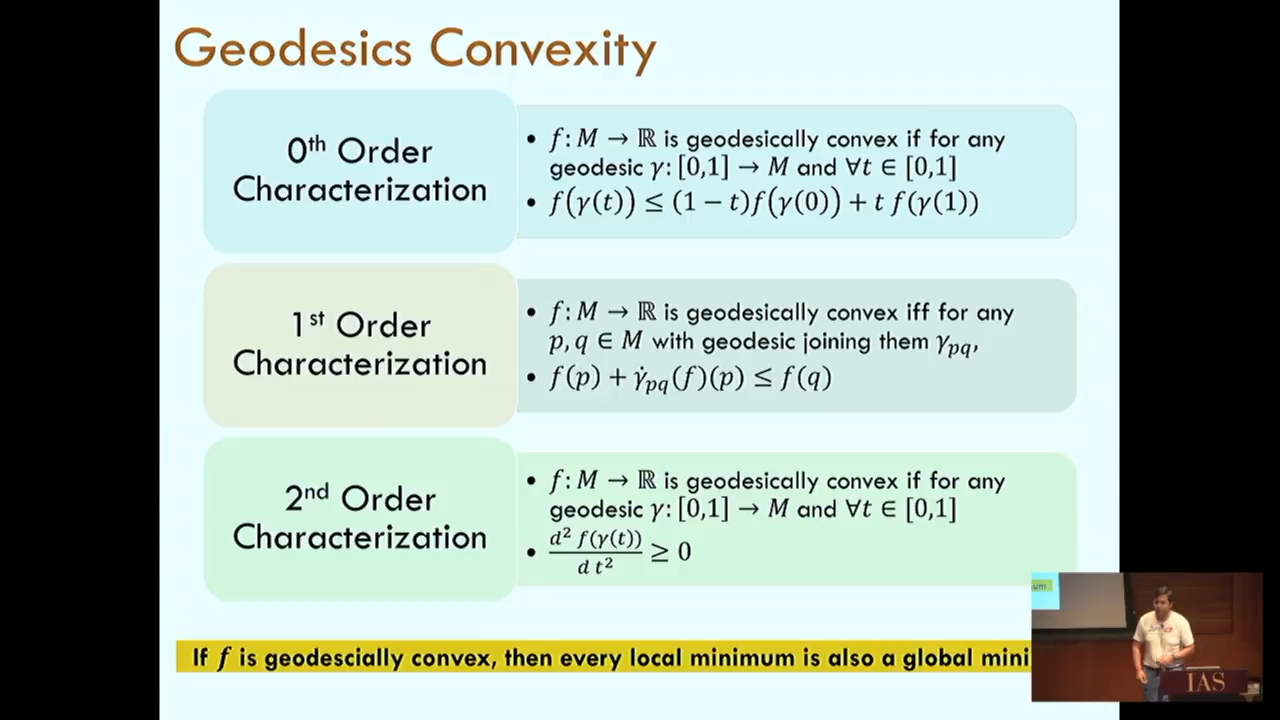 Geodesics Convexity
0th Order
Characterization
• f: M → ℝ is geodesically convex if for any
geodesic γ: [0,1] → M and ∀t ∈ [0,1]
• f(γ(t)) ≤ (1 − t)f(γ(0)) + t f(γ(1))
1st Order
Characterization
• f: M → ℝ is geodesically convex iff for any
p, q ∈ M with geodesic joining them γ_pq,
• f(p) + γ̇_pq(f)(p) ≤ f(q)
2nd Order
Characterization
• f: M → ℝ is geodesically convex if for any
geodesic γ: [0,1] → M and ∀t ∈ [0,1]
• d² f(γ(t)) / d t² ≥ 0
If f is geodescially convex, then every local minimum is also a global mini
um
IAS